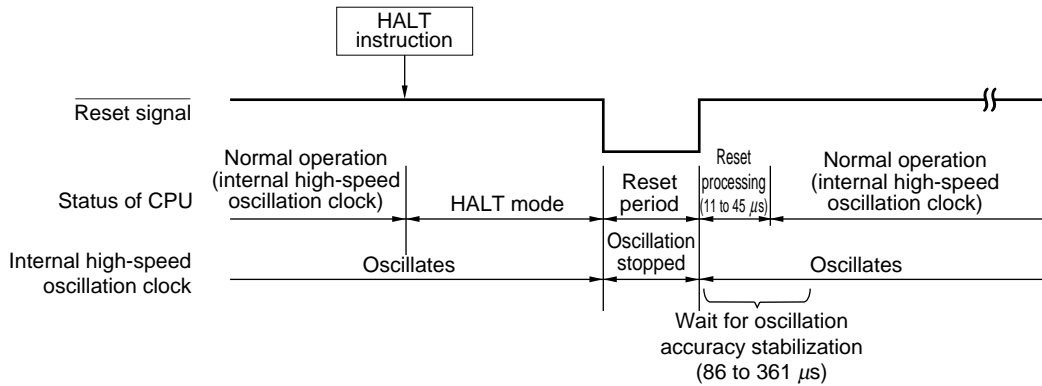 HALT
instruction
Reset signal
Status of CPU
Normal operation
(internal high-speed
oscillation clock)
HALT mode
Reset
period
Reset
processing
(11 to 45 μs)
Normal operation
(internal high-speed
oscillation clock)
Internal high-speed
oscillation clock
Oscillates
Oscillation
stopped
Oscillates
Wait for oscillation
accuracy stabilization
(86 to 361 μs)